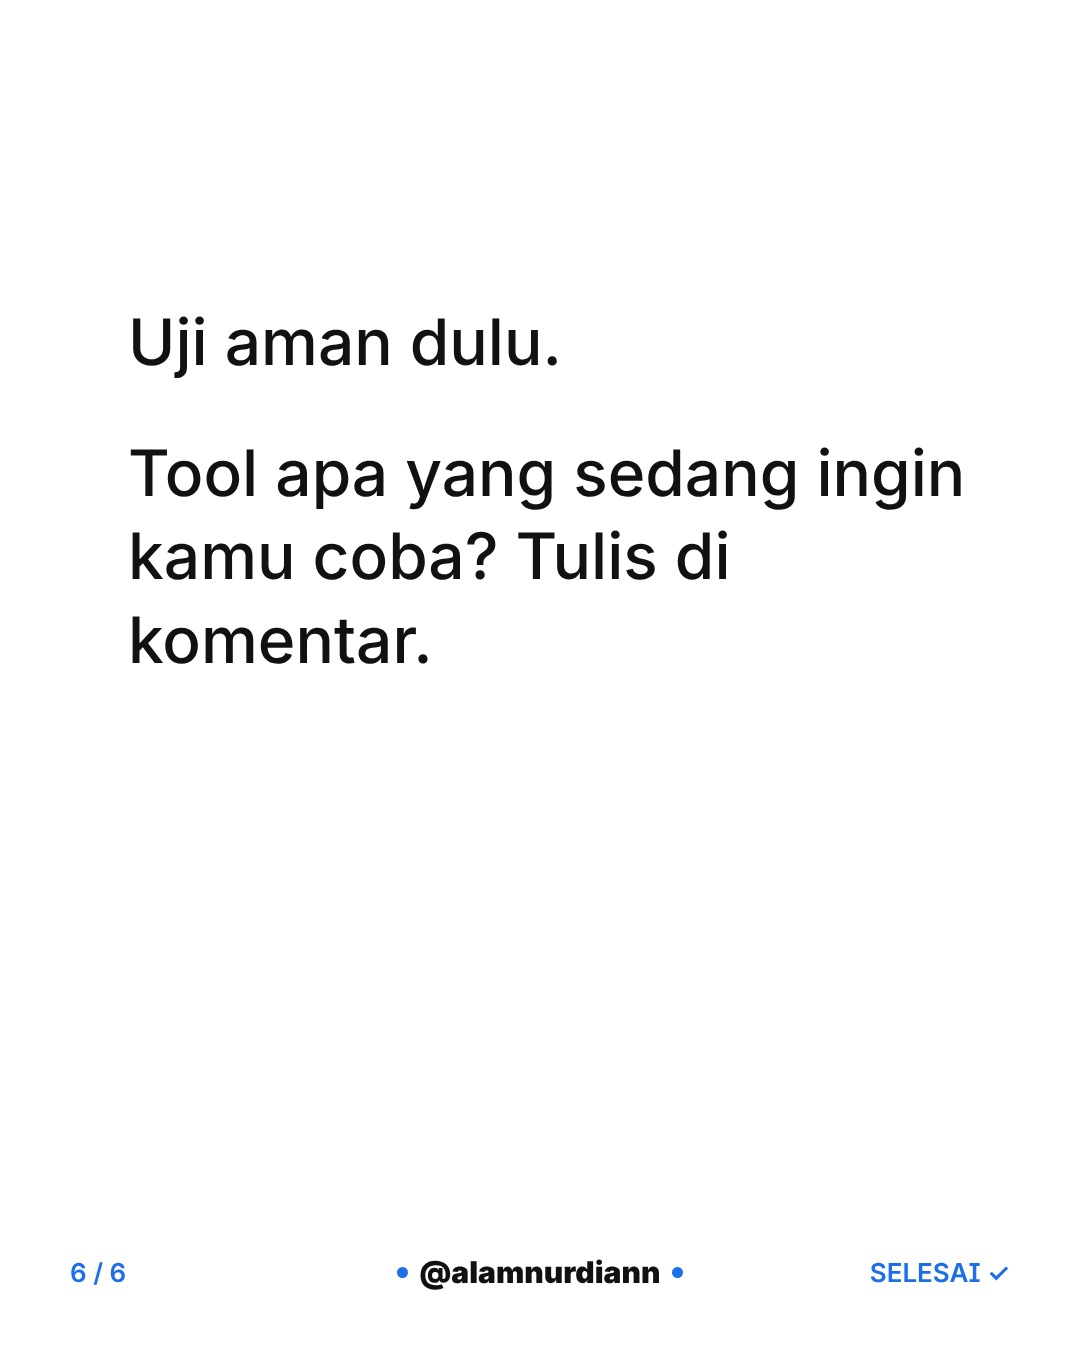 Uji aman dulu.
Tool apa yang sedang ingin
kamu coba? Tulis di
komentar.
6 / 6
• @alamnurdiann •
SELESAI ✓